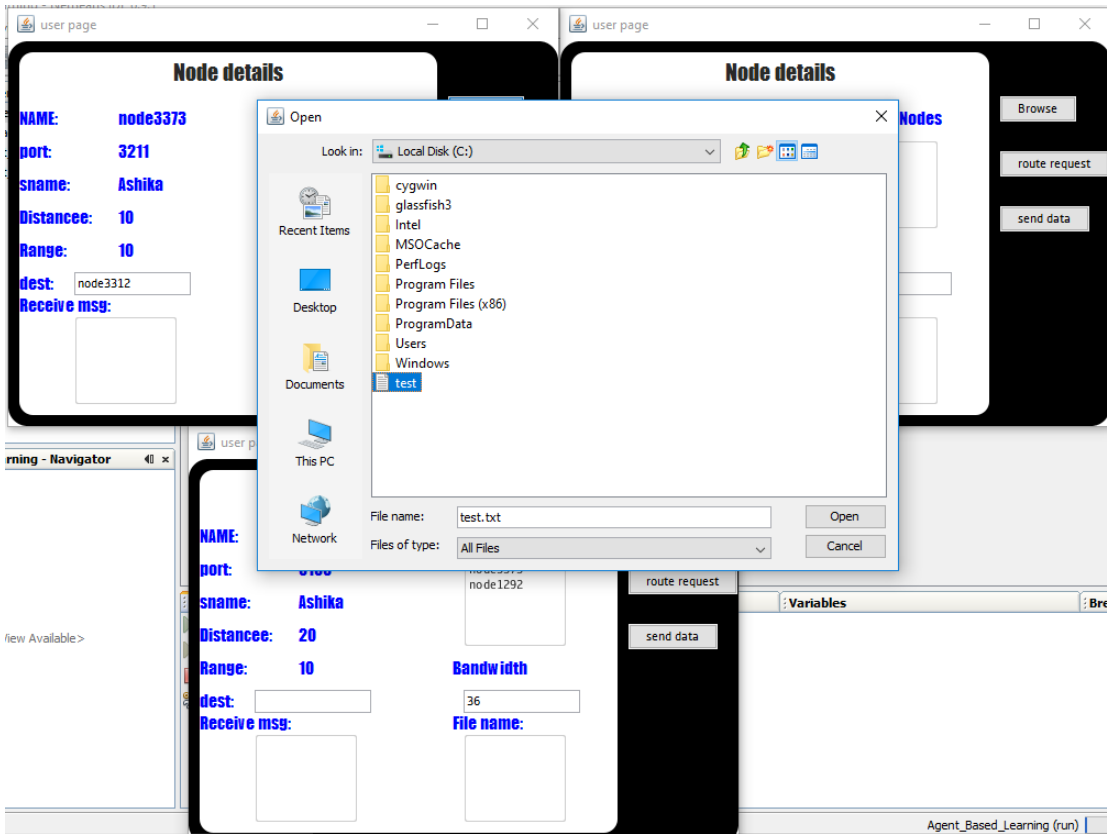 user page
user page
Node details
Node details
NAME:
node3373
port:
3211
sname:
Ashika
Distancee:
10
Range:
10
dest:
node3312
Receive msg:
Nodes
Browse
route request
send data
Open
Look in:
Local Disk (C:)
Recent Items
Desktop
Documents
This PC
Network
cygwin
glassfish3
Intel
MSOCache
PerfLogs
Program Files
Program Files (x86)
ProgramData
Users
Windows
test
File name:
test.txt
Open
Files of type:
All Files
Cancel
rning - Navigator
View Available>
user p
NAME:
port:
node1292
route request
sname:
Ashika
Distancee:
20
send data
Range:
10
Bandwidth
dest:
36
Receive msg:
File name:
Variables
Bre
Agent_Based_Learning (run)